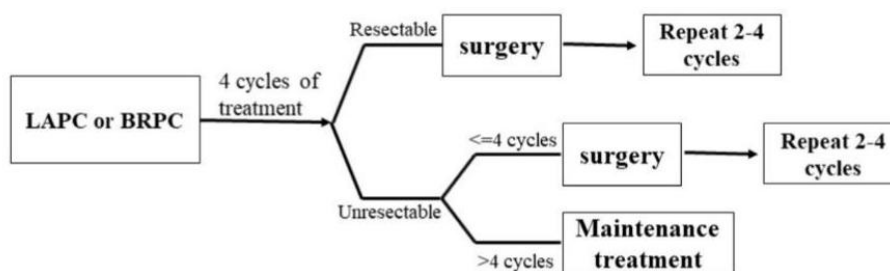 Resectable
surgery
Repeat 2-4
cycles
4 cycles of
treatment
LAPC or BRPC
<=4 cycles
surgery
Repeat 2-4
cycles
Unresectable
Maintenance
treatment
>4 cycles